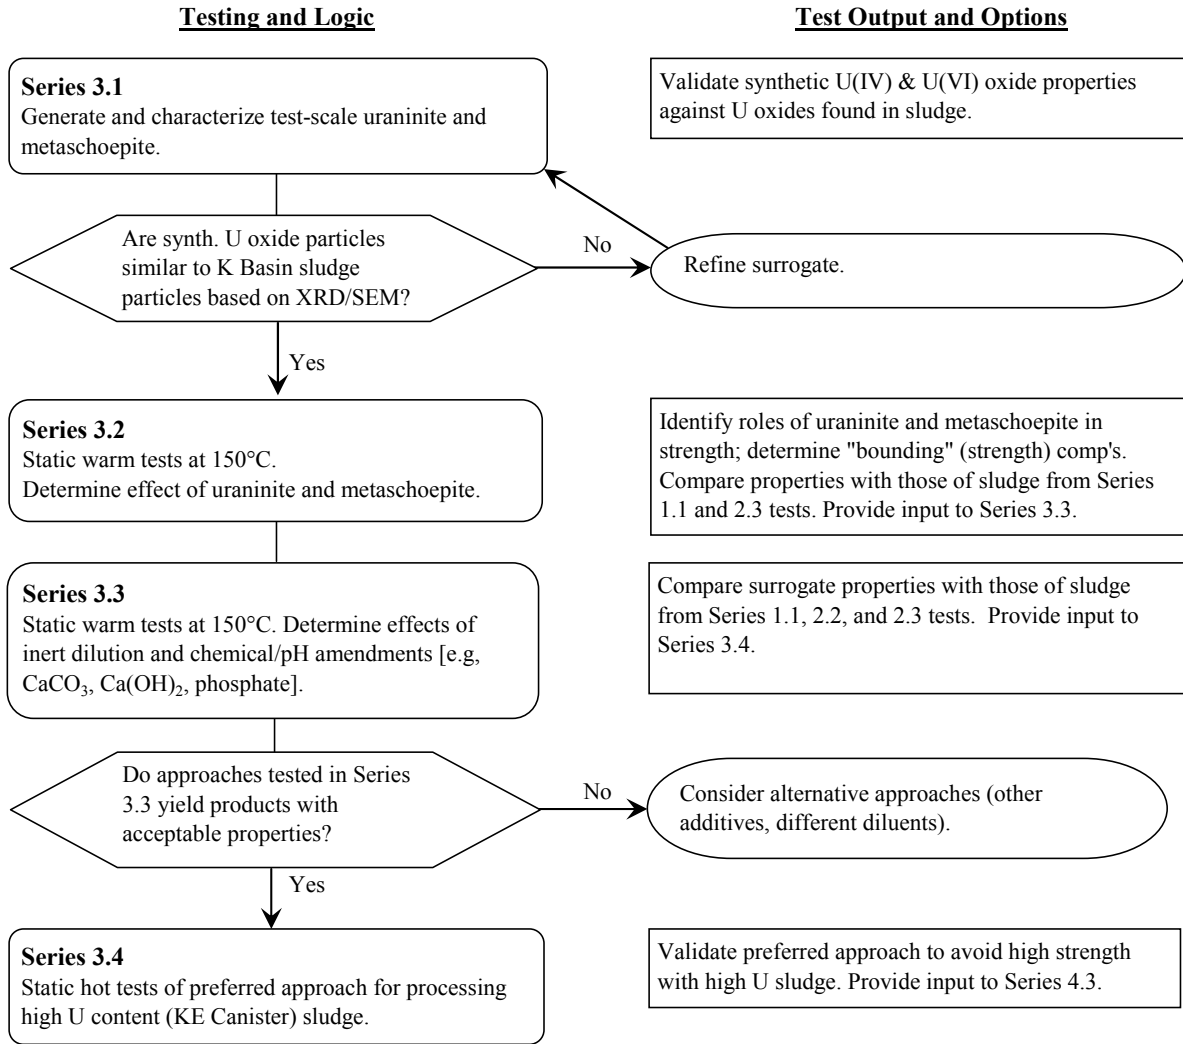 Testing and Logic
Test Output and Options
Series 3.1
Generate and characterize test-scale uraninite and
metaschoepite.
Validate synthetic U(IV) & U(VI) oxide properties
against U oxides found in sludge.
Are synth. U oxide particles
similar to K Basin sludge
particles based on XRD/SEM?
No
Refine surrogate.
Yes
Series 3.2
Static warm tests at 150°C.
Determine effect of uraninite and metaschoepite.
Identify roles of uraninite and metaschoepite in
strength; determine "bounding" (strength) comp's.
Compare properties with those of sludge from Series
1.1 and 2.3 tests. Provide input to Series 3.3.
Series 3.3
Static warm tests at 150°C. Determine effects of
inert dilution and chemical/pH amendments [e.g,
CaCO₃, Ca(OH)₂, phosphate].
Compare surrogate properties with those of sludge
from Series 1.1, 2.2, and 2.3 tests.  Provide input to
Series 3.4.
Do approaches tested in Series
3.3 yield products with
acceptable properties?
No
Consider alternative approaches (other
additives, different diluents).
Yes
Series 3.4
Static hot tests of preferred approach for processing
high U content (KE Canister) sludge.
Validate preferred approach to avoid high strength
with high U sludge. Provide input to Series 4.3.